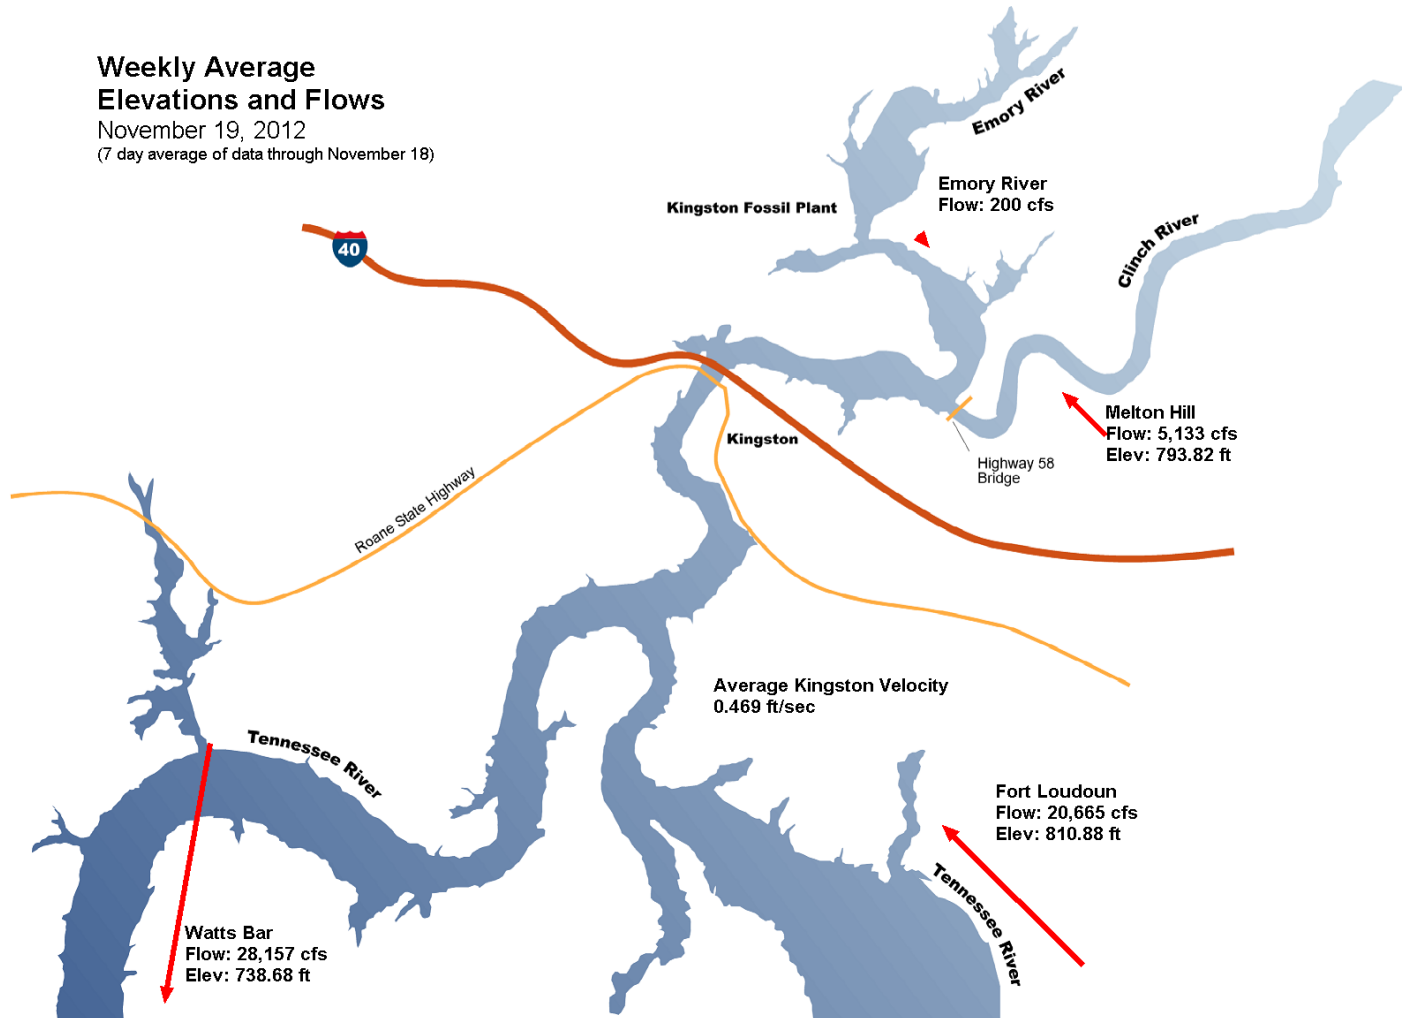 Weekly Average
Elevations and Flows
November 19, 2012
(7 day average of data through November 18)
Emory River
Emory River
Flow: 200 cfs
Kingston Fossil Plant
Clinch River
40
Melton Hill
Flow: 5,133 cfs
Elev: 793.82 ft
Kingston
Highway 58
Bridge
Roane State Highway
Average Kingston Velocity
0.469 ft/sec
Tennessee River
Fort Loudoun
Flow: 20,665 cfs
Elev: 810.88 ft
Tennessee River
Watts Bar
Flow: 28,157 cfs
Elev: 738.68 ft